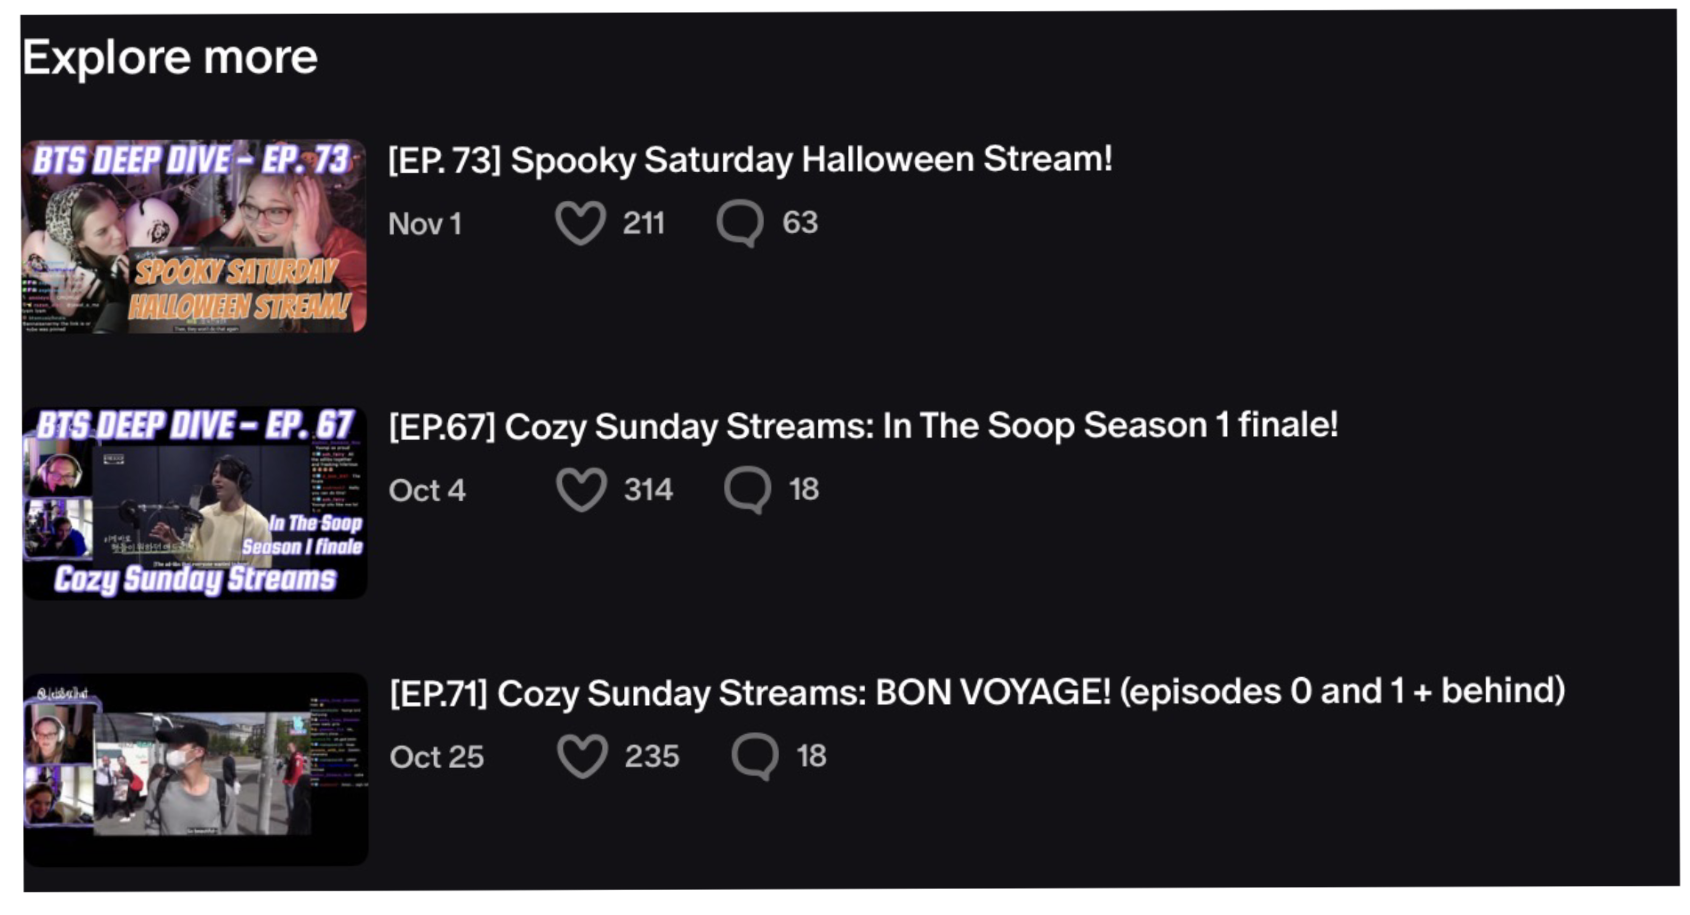 Explore more
BTS DEEP DIVE - EP. 73
SPOOKY SATURDAY
HALLOWEEN STREAM!
[EP. 73] Spooky Saturday Halloween Stream!
Nov 1 211 63
BTS DEEP DIVE - EP. 67
In The Soop
Season 1 finale
Cozy Sunday Streams
[EP.67] Cozy Sunday Streams: In The Soop Season 1 finale!
Oct 4 314 18
[EP.71] Cozy Sunday Streams: BON VOYAGE! (episodes 0 and 1 + behind)
Oct 25 235 18